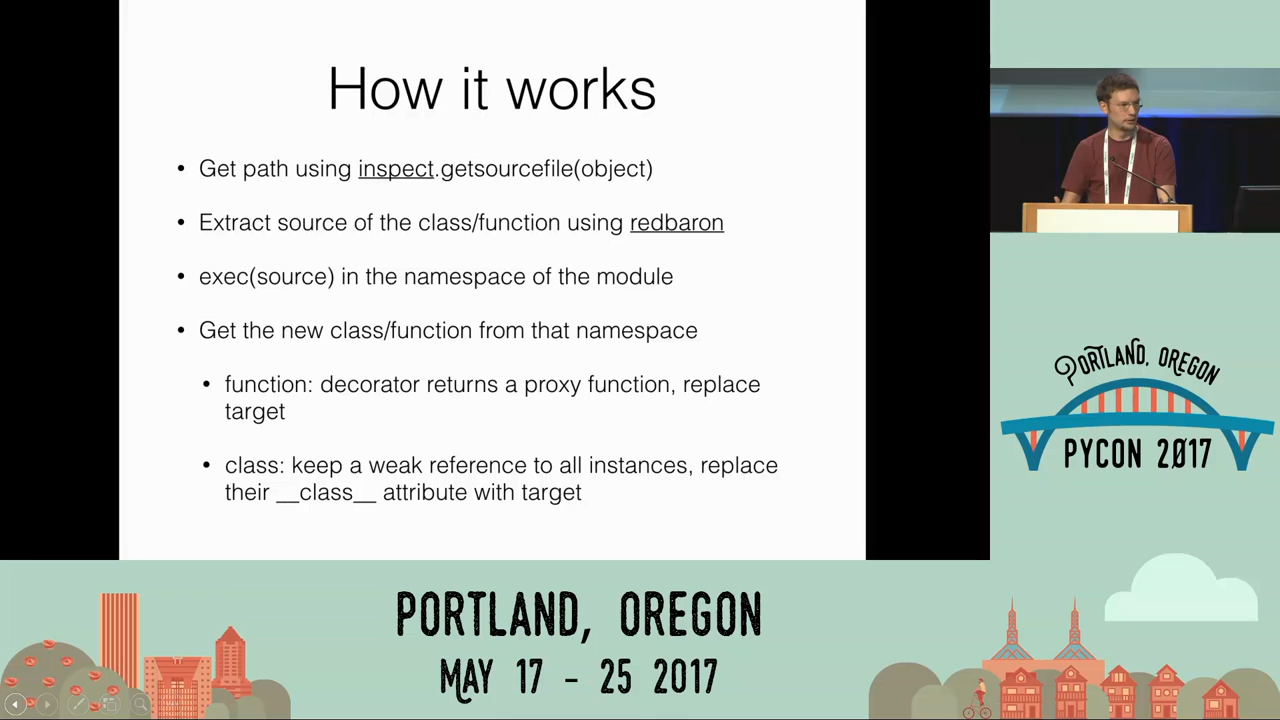 How it works
• Get path using inspect.getsourcefile(object)
• Extract source of the class/function using redbaron
• exec(source) in the namespace of the module
• Get the new class/function from that namespace
• function: decorator returns a proxy function, replace
target
• class: keep a weak reference to all instances, replace
their __class__ attribute with target
PORTLAND, OREGON
PYCON 2017
PORTLAND, OREGON
MAY 17 - 25 2017